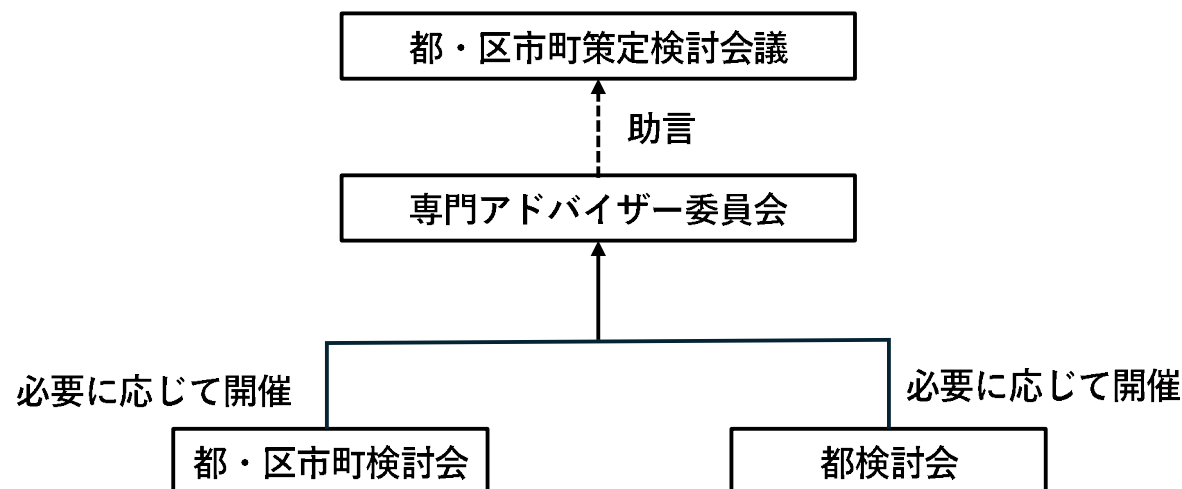 都・区市町策定検討会議
助言
専門アドバイザー委員会
必要に応じて開催
必要に応じて開催
都・区市町検討会
都検討会